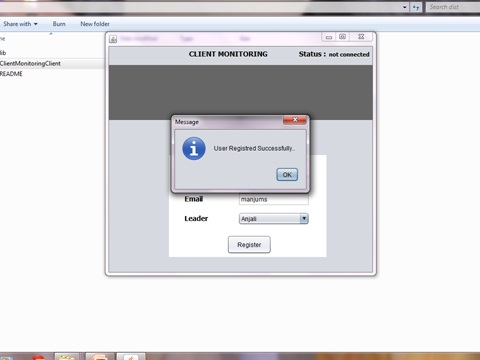 Search dist
Share with
Burn
New folder
lib
ClientMonitoringClient
README
CLIENT MONITORING
Status : not connected
Message
User Registred Successfully..
OK
Email
manjums
Leader
Anjali
Register